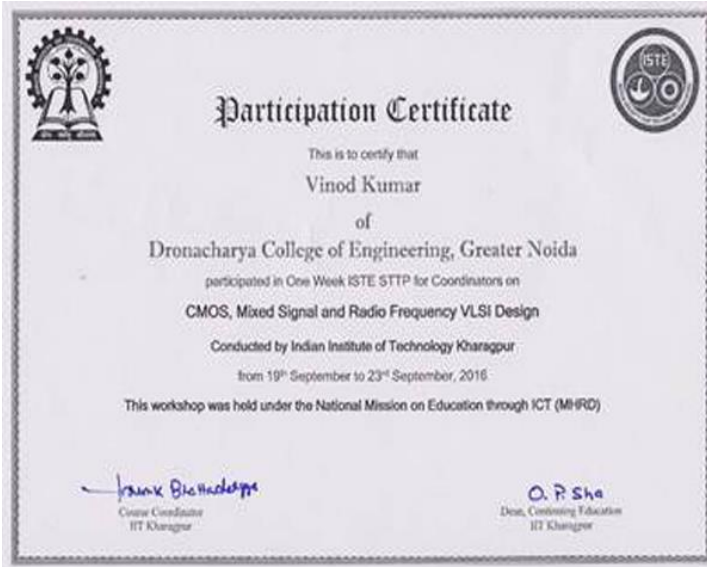 ISTE
Participation Certificate
This is to certify that
Vinod Kumar
of
Dronacharya College of Engineering, Greater Noida
participated in One Week ISTE STTP for Coordinators on
CMOS, Mixed Signal and Radio Frequency VLSI Design
Conducted by Indian Institute of Technology Kharagpur
from 19th September to 23rd September, 2016
This workshop was held under the National Mission on Education through ICT (MHRD)
Bhattacharyya
Course Coordinator
IIT Kharagpur
O. P. Sha
Dean, Continuing Education
IIT Kharagpur